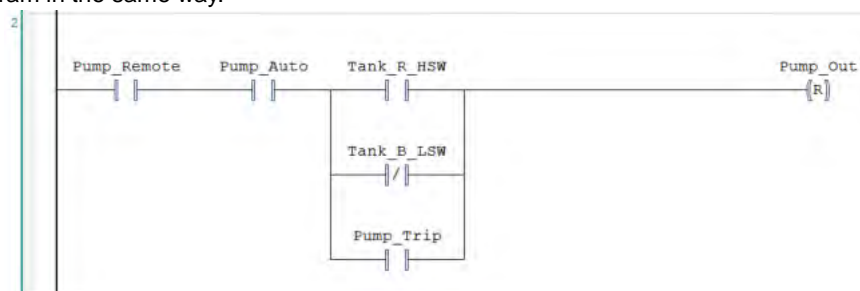 ram in the same way.
2
Pump_Remote Pump_Auto Tank_R_HSW Pump_Out
R
Tank_B_LSW
/
Pump_Trip